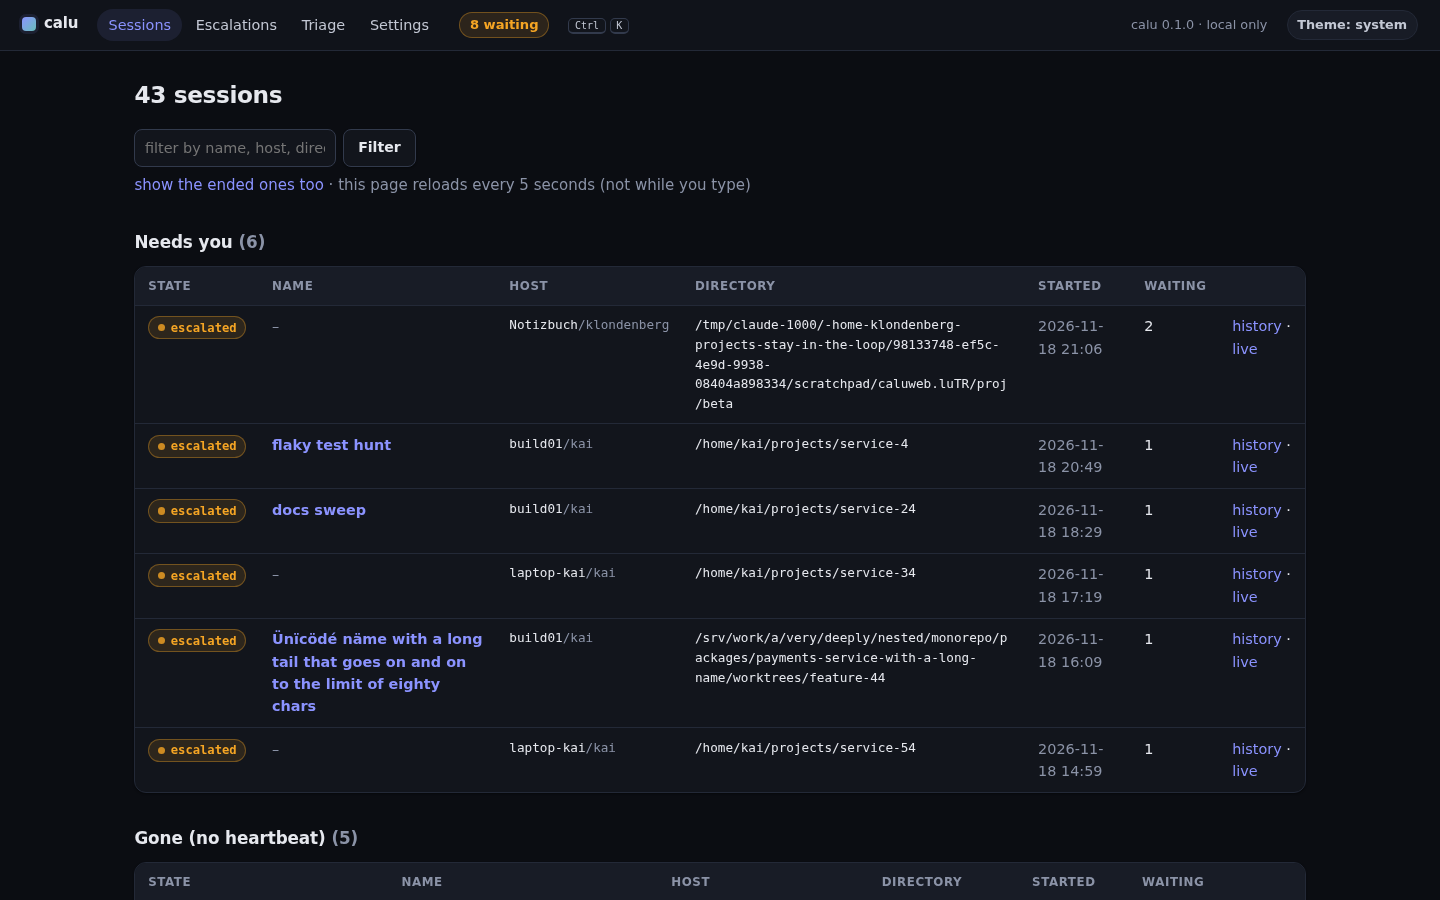 calu Sessions Escalations Triage Settings 8 waiting Ctrl K calu 0.1.0 · local only Theme: system
43 sessions
filter by name, host, direc Filter
show the ended ones too · this page reloads every 5 seconds (not while you type)
Needs you (6)
STATE NAME HOST DIRECTORY STARTED WAITING
escalated – Notizbuch/klondenberg /tmp/claude-1000/-home-klondenberg- 2026-11- 2 history ·
projects-stay-in-the-loop/98133748-ef5c- 18 21:06 live
4e9d-9938-
08404a898334/scratchpad/caluweb.luTR/proj
/beta
escalated flaky test hunt build01/kai /home/kai/projects/service-4 2026-11- 1 history ·
18 20:49 live
escalated docs sweep build01/kai /home/kai/projects/service-24 2026-11- 1 history ·
18 18:29 live
escalated – laptop-kai/kai /home/kai/projects/service-34 2026-11- 1 history ·
18 17:19 live
escalated Ünïcödé näme with a long build01/kai /srv/work/a/very/deeply/nested/monorepo/p 2026-11- 1 history ·
tail that goes on and on ackages/payments-service-with-a-long- 18 16:09 live
to the limit of eighty name/worktrees/feature-44
chars
escalated – laptop-kai/kai /home/kai/projects/service-54 2026-11- 1 history ·
18 14:59 live
Gone (no heartbeat) (5)
STATE NAME HOST DIRECTORY STARTED WAITING